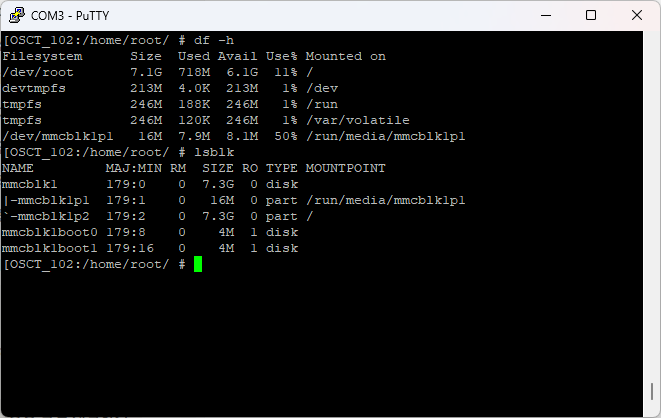 COM3 - PuTTY
[OSCT_102:/home/root/ # df -h
Filesystem      Size  Used Avail Use% Mounted on
/dev/root       7.1G  718M  6.1G  11% /
devtmpfs        213M  4.0K  213M   1% /dev
tmpfs           246M  188K  246M   1% /run
tmpfs           246M  120K  246M   1% /var/volatile
/dev/mmcblk1p1   16M  7.9M  8.1M  50% /run/media/mmcblk1p1
[OSCT_102:/home/root/ # lsblk
NAME         MAJ:MIN RM  SIZE RO TYPE MOUNTPOINT
mmcblk1      179:0    0  7.3G  0 disk
|-mmcblk1p1  179:1    0   16M  0 part /run/media/mmcblk1p1
`-mmcblk1p2  179:2    0  7.3G  0 part /
mmcblk1boot0 179:8    0    4M  1 disk
mmcblk1boot1 179:16   0    4M  1 disk
[OSCT_102:/home/root/ #